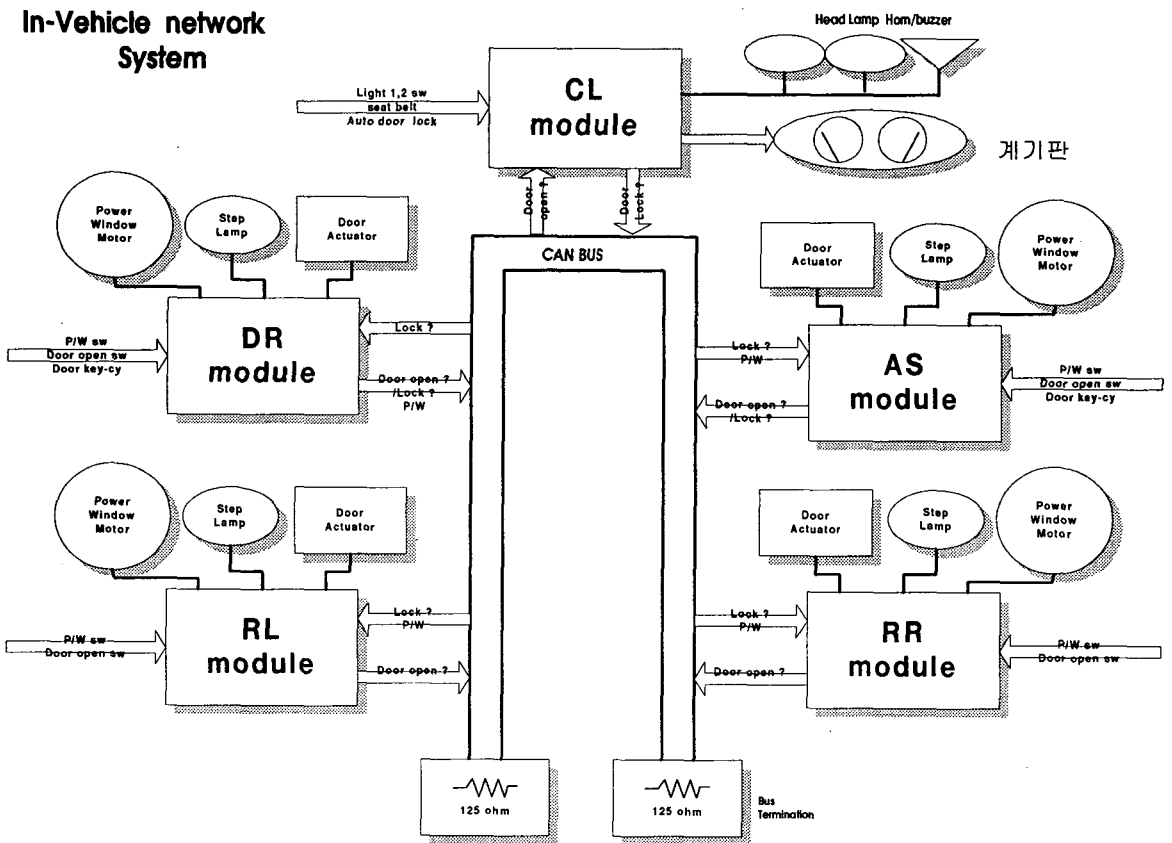 In-Vehicle network
System
Head Lamp Horn/buzzer
Light 1,2 sw
seat belt
Auto door lock
CL
module
계기판
Door
open ?
Door
Lock ?
CAN BUS
Power
Window
Motor
Step
Lamp
Door
Actuator
DR
module
P/W sw
Door open sw
Door key-cy
Lock ?
Door open ?
/Lock ?
P/W
Door
Actuator
Step
Lamp
Power
Window
Motor
AS
module
Lock ?
P/W
Door open ?
/Lock ?
P/W sw
Door open sw
Door key-cy
Power
Window
Motor
Step
Lamp
Door
Actuator
RL
module
P/W sw
Door open sw
Lock ?
P/W
Door open ?
Door
Actuator
Step
Lamp
Power
Window
Motor
RR
module
Lock ?
P/W
Door open ?
P/W sw
Door open sw
125 ohm
125 ohm
Bus
Termination